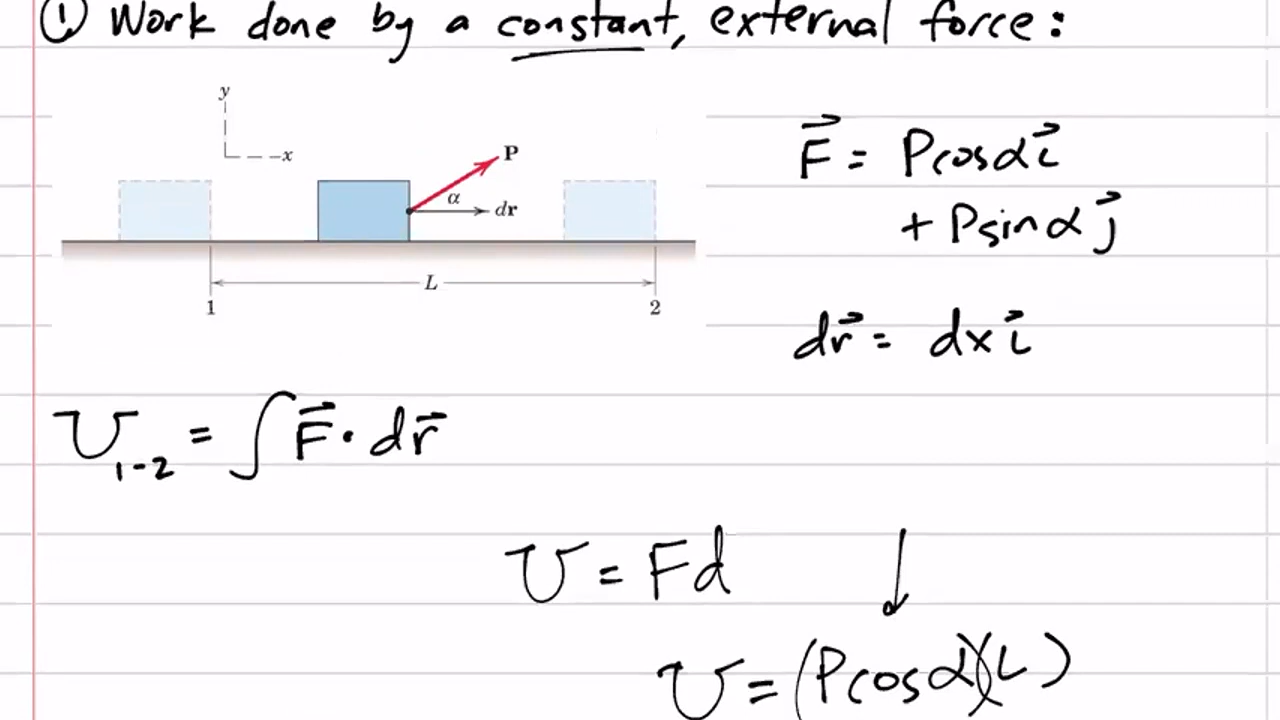 ① Work done by a constant, external force:
y
x
P
α
dr
L
1
2
F⃗ = Pcosα i⃗
+ Psinα j⃗
dr⃗ = dx i⃗
U₁₋₂ = ∫ F⃗ · dr⃗
U = Fd
↓
U = (Pcosα)(L)